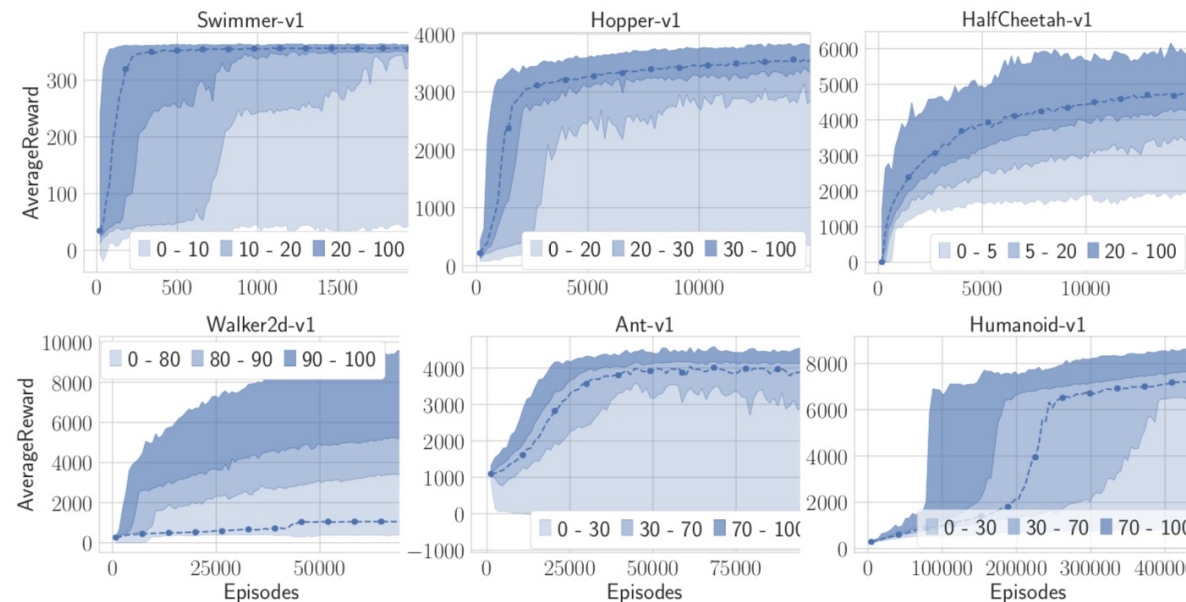 Swimmer-v1
AverageReward
300
200
100
0
0 - 10 10 - 20 20 - 100
0 500 1000 1500
Hopper-v1
4000
3000
2000
1000
0
0 - 20 20 - 30 30 - 100
0 5000 10000
HalfCheetah-v1
6000
5000
4000
3000
2000
1000
0
0 - 5 5 - 20 20 - 100
0 5000 10000
Walker2d-v1
AverageReward
10000
8000
6000
4000
2000
0
0 - 80 80 - 90 90 - 100
0 25000 50000
Episodes
Ant-v1
4000
3000
2000
1000
0
−1000
0 - 30 30 - 70 70 - 100
0 25000 50000 75000
Episodes
Humanoid-v1
8000
6000
4000
2000
0
0 - 30 30 - 70 70 - 100
0 100000 200000 300000 40000
Episodes